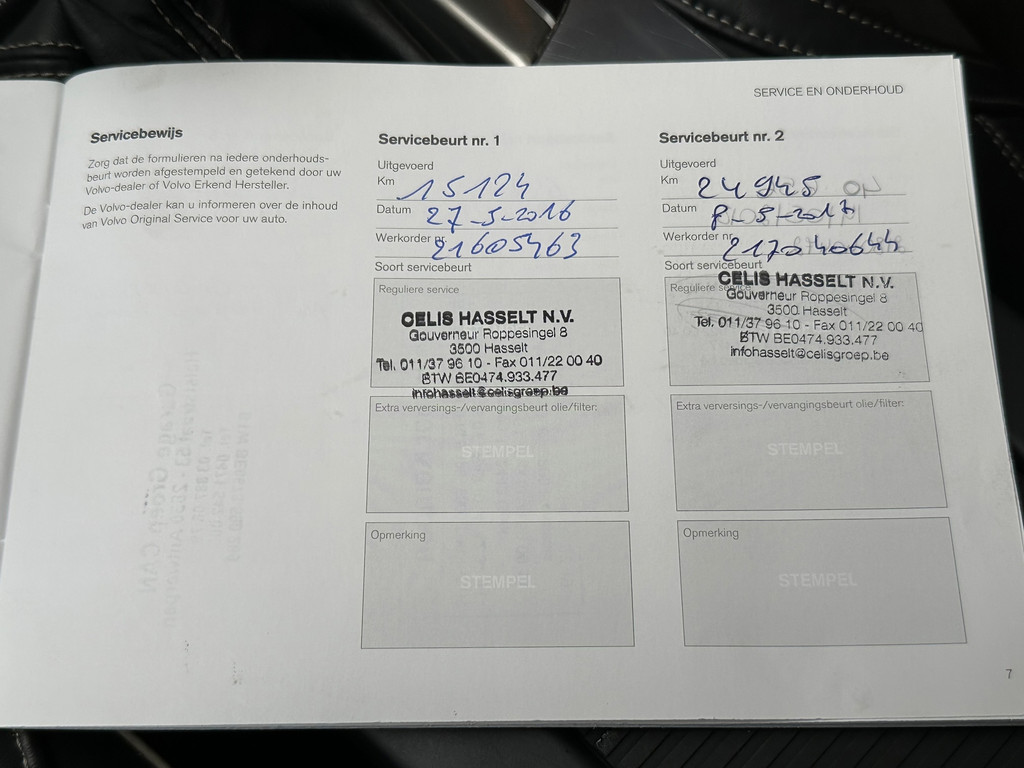 SERVICE EN ONDERHOUD
Servicebewijs
Zorg dat de formulieren na iedere onderhouds-
beurt worden afgestempeld en getekend door uw
Volvo-dealer of Volvo Erkend Hersteller.
De Volvo-dealer kan u informeren over de inhoud
van Volvo Original Service voor uw auto.
Servicebeurt nr. 1
Uitgevoerd
Km 15124
Datum 27-5-2016
Werkorder nr. 21605463
Soort servicebeurt
Reguliere service
CELIS HASSELT N.V.
Gouverneur Roppesingel 8
3500 Hasselt
Tel. 011/37 96 10 - Fax 011/22 00 40
BTW BE0474.933.477
infohasselt@celisgroep.be
Extra verversings-/vervangingsbeurt olie/filter:
STEMPEL
Opmerking
STEMPEL
Servicebeurt nr. 2
Uitgevoerd
Km 24945
Datum 8-5-2017
Werkorder nr. 217040644
Soort servicebeurt
Reguliere service
CELIS HASSELT N.V.
Gouverneur Roppesingel 8
3500 Hasselt
Tel. 011/37 96 10 - Fax 011/22 00 40
BTW BE0474.933.477
infohasselt@celisgroep.be
Extra verversings-/vervangingsbeurt olie/filter:
STEMPEL
Opmerking
STEMPEL
7